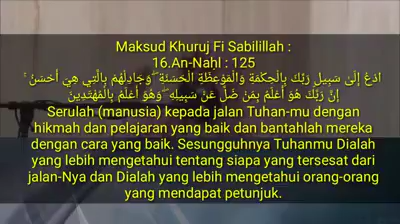 Maksud Khuruj Fi Sabilillah :
16.An-Nahl : 125
ادْعُ إِلَىٰ سَبِيلِ رَبِّكَ بِالْحِكْمَةِ وَالْمَوْعِظَةِ الْحَسَنَةِ ۖ وَجَادِلْهُمْ بِالَّتِي هِيَ أَحْسَنُ ۚ
إِنَّ رَبَّكَ هُوَ أَعْلَمُ بِمَنْ ضَلَّ عَنْ سَبِيلِهِ ۖ وَهُوَ أَعْلَمُ بِالْمُهْتَدِينَ
Serulah (manusia) kepada jalan Tuhan-mu dengan
hikmah dan pelajaran yang baik dan bantahlah mereka
dengan cara yang baik. Sesungguhnya Tuhanmu Dialah
yang lebih mengetahui tentang siapa yang tersesat dari
jalan-Nya dan Dialah yang lebih mengetahui orang-orang
yang mendapat petunjuk.